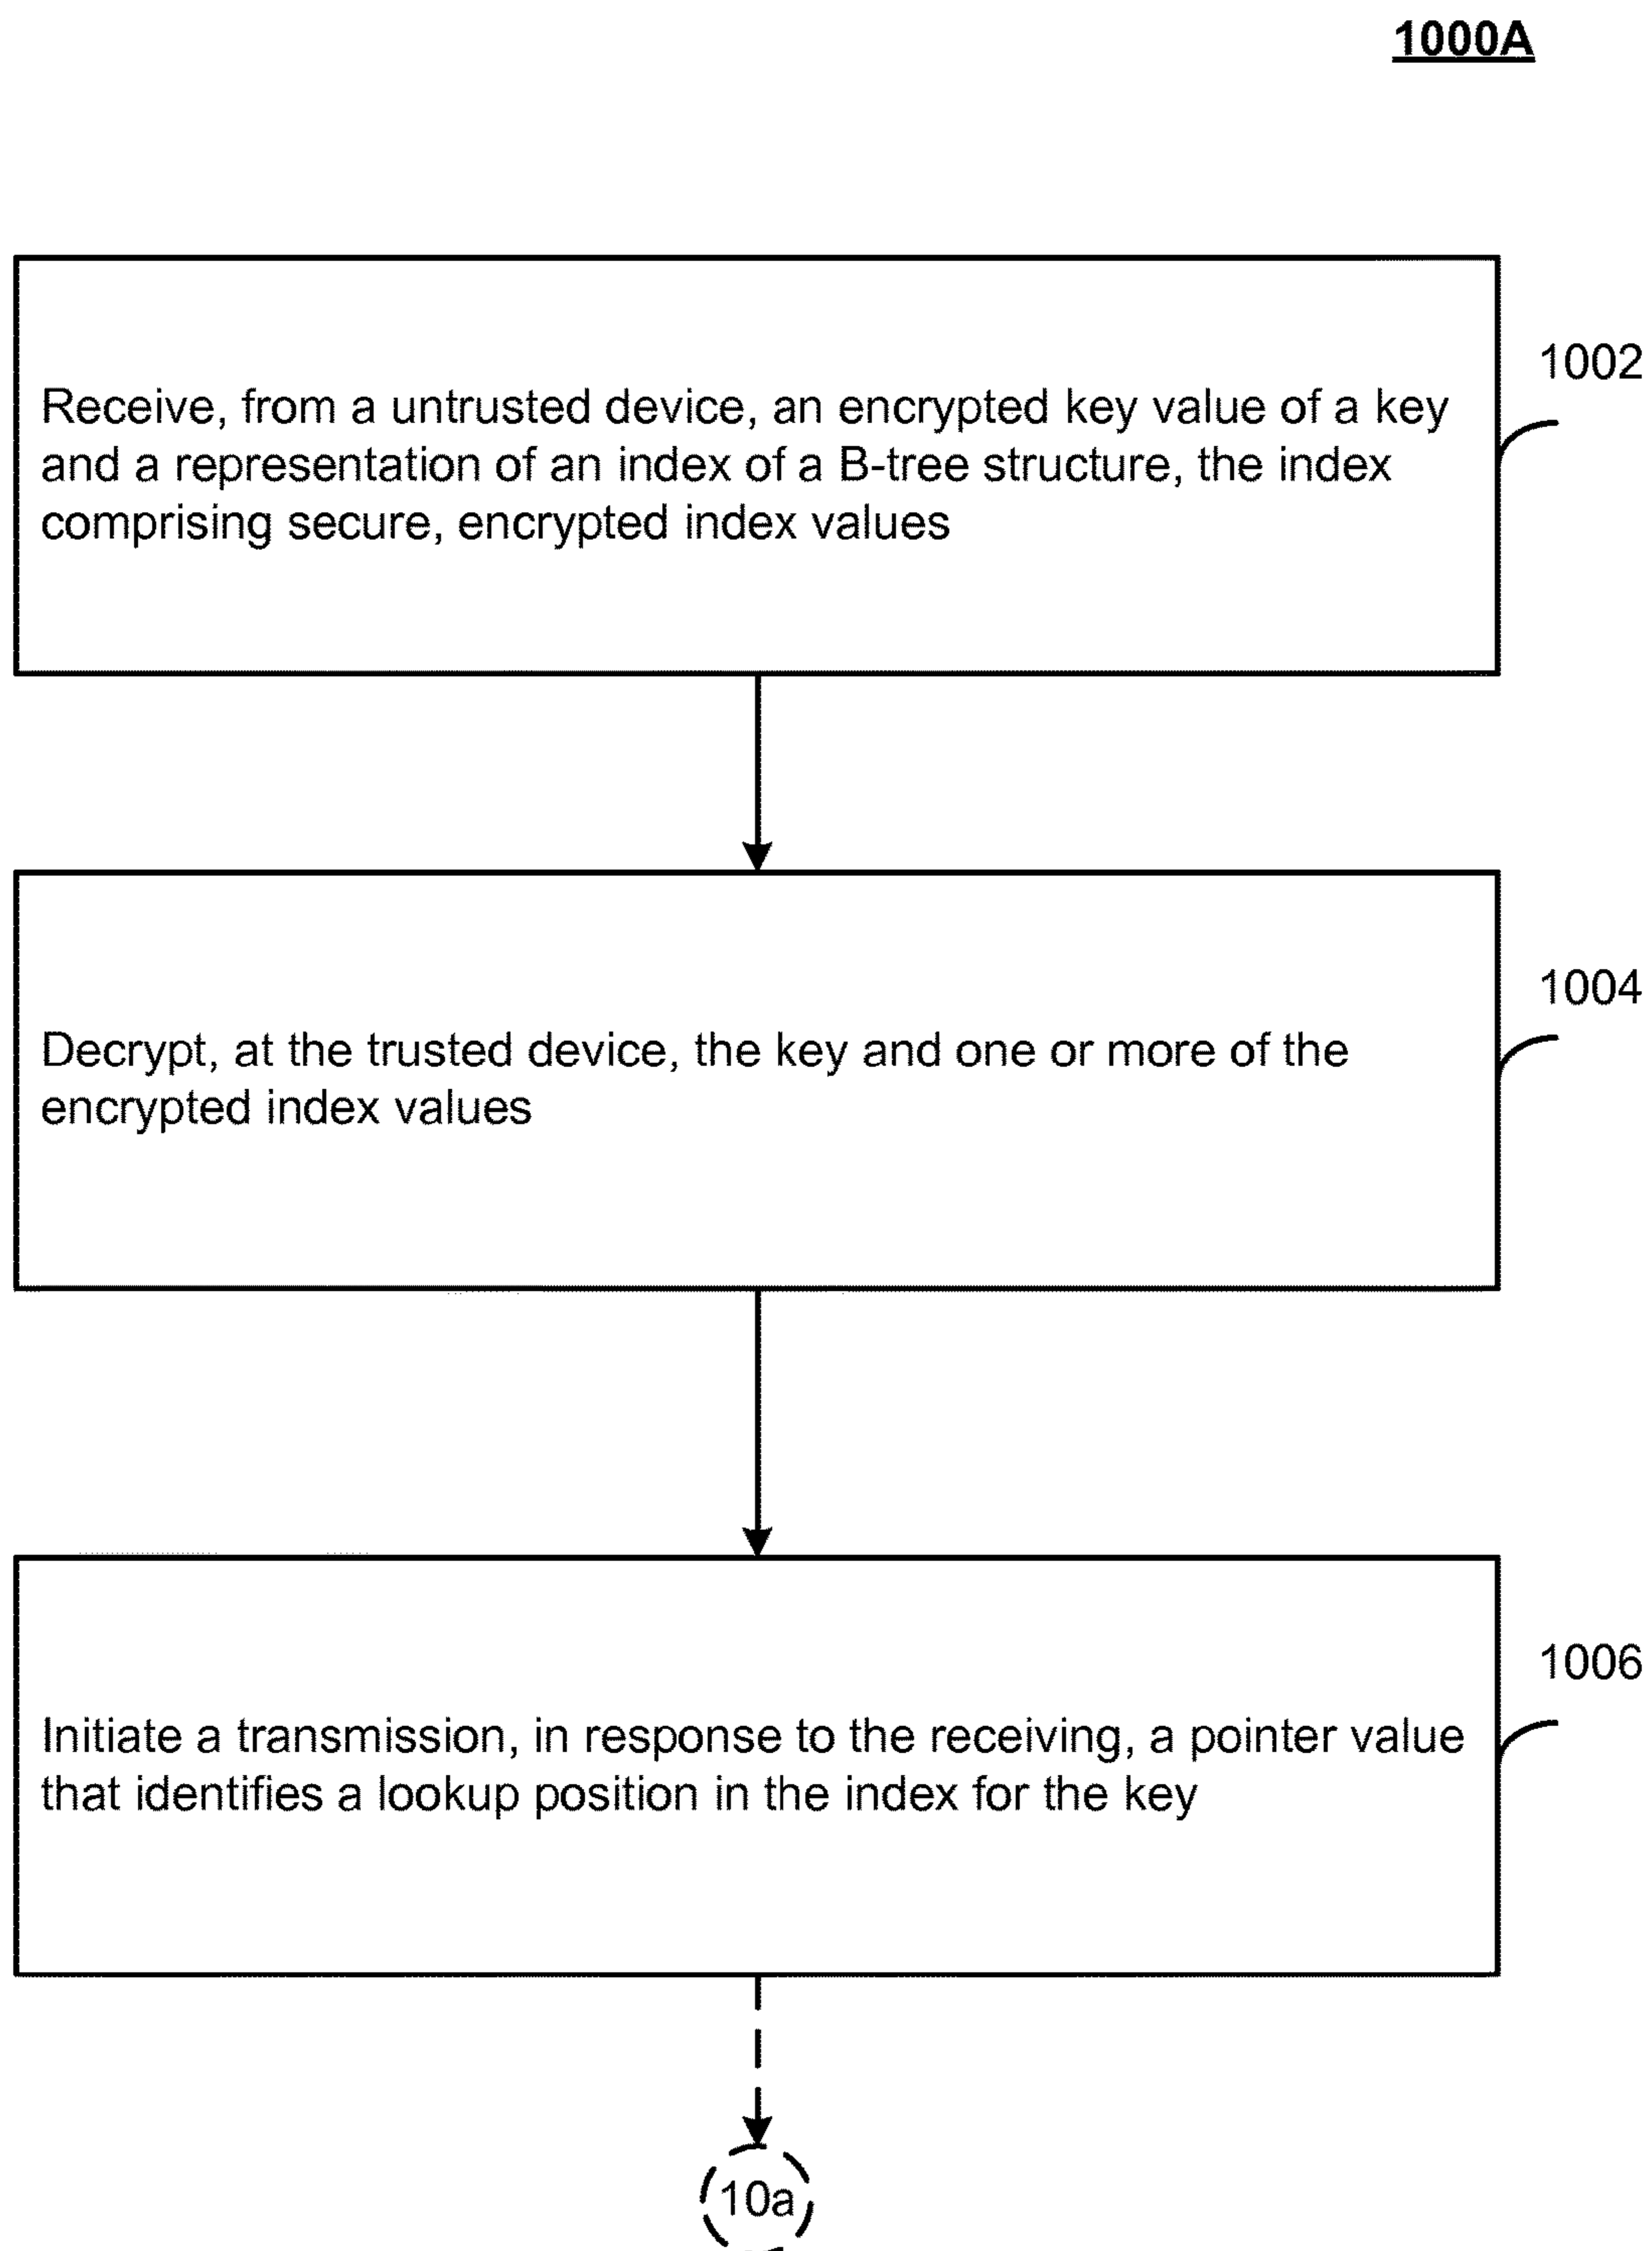 1000A
Receive, from a untrusted device, an encrypted key value of a key
and a representation of an index of a B-tree structure, the index
comprising secure, encrypted index values
1002
Decrypt, at the trusted device, the key and one or more of the
encrypted index values
1004
Initiate a transmission, in response to the receiving, a pointer value
that identifies a lookup position in the index for the key
1006
10a